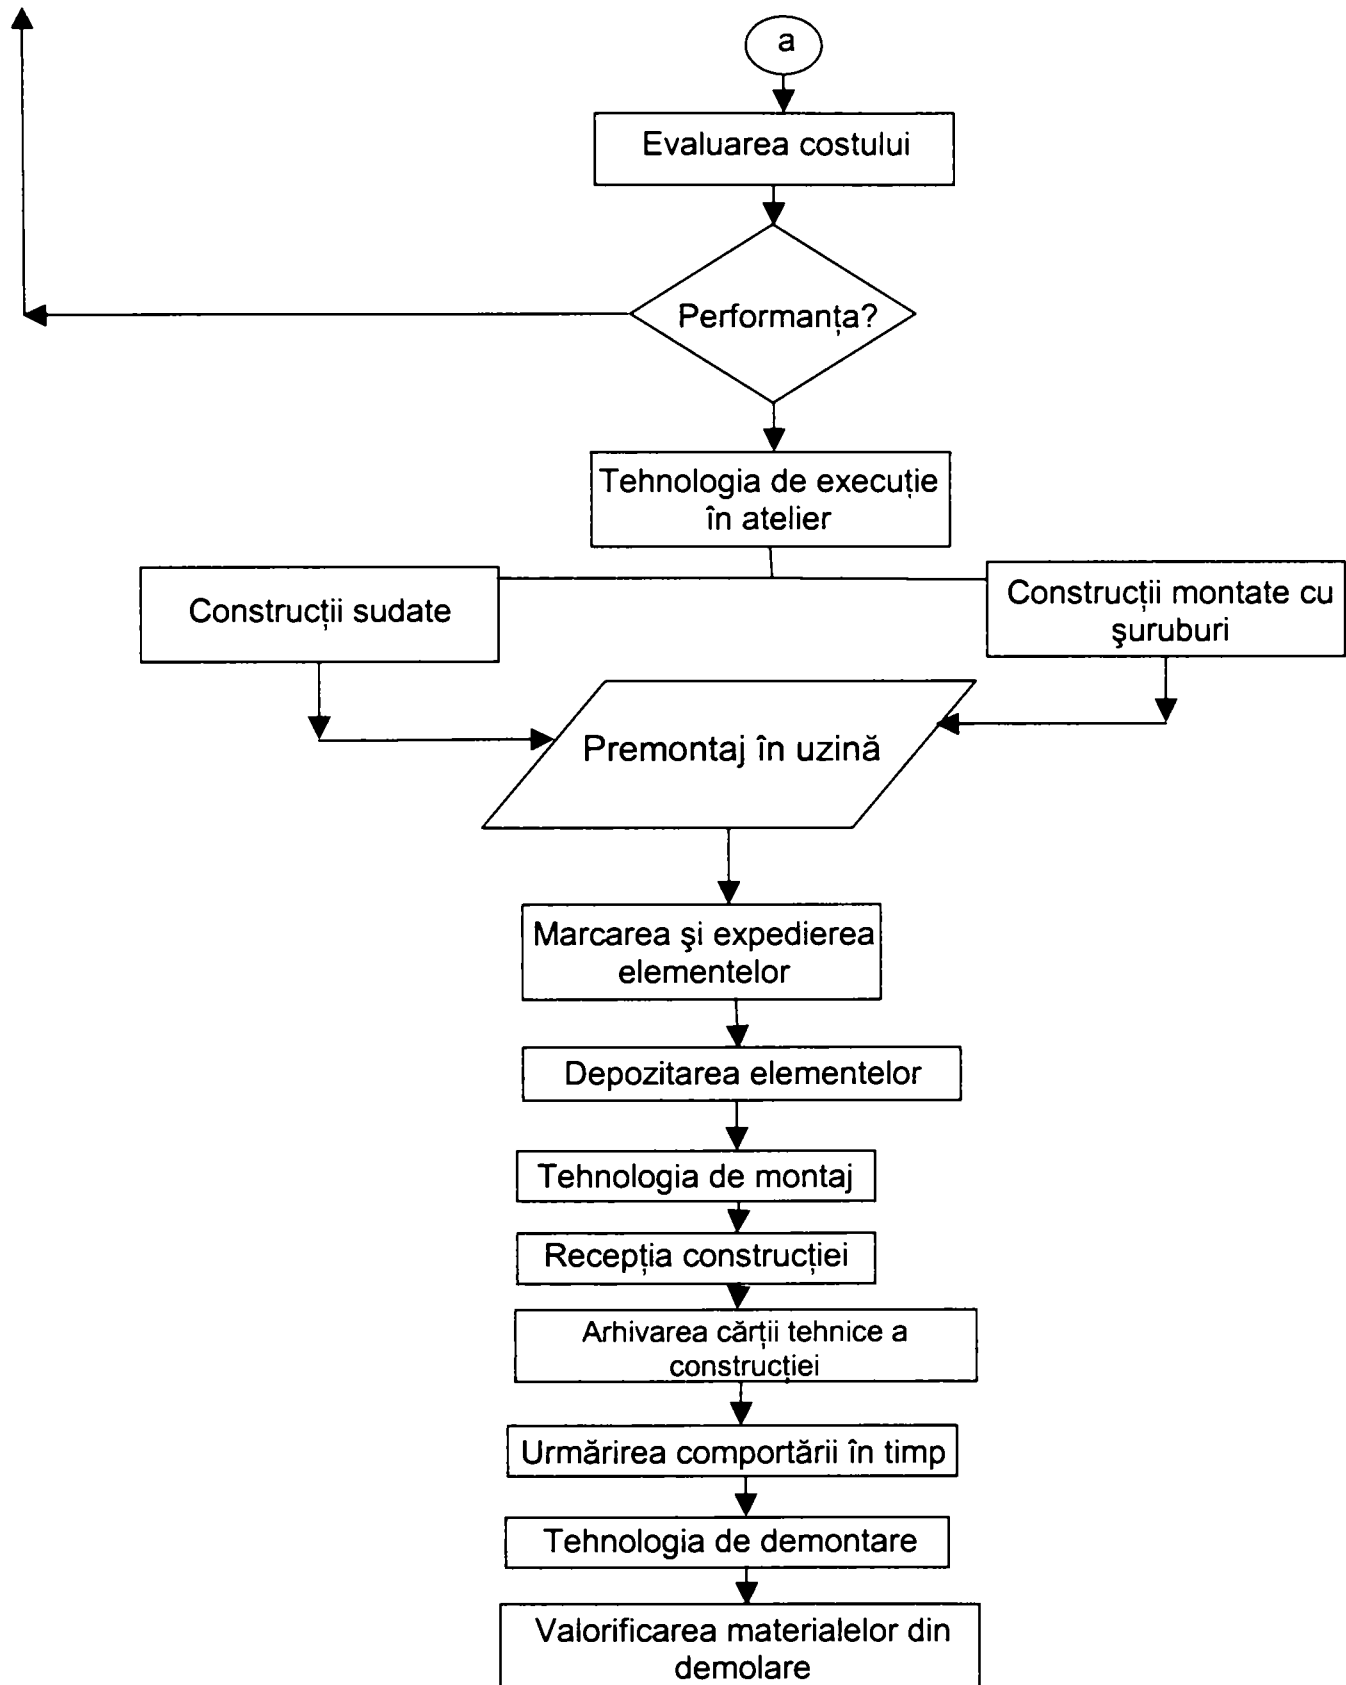 a
Evaluarea costului
Performanța?
Tehnologia de execuție
în atelier
Construcții sudate
Construcții montate cu
şuruburi
Premontaj în uzină
Marcarea şi expedierea
elementelor
Depozitarea elementelor
Tehnologia de montaj
Recepția construcției
Arhivarea cărții tehnice a
construcției
Urmărirea comportării în timp
Tehnologia de demontare
Valorificarea materialelor din
demolare